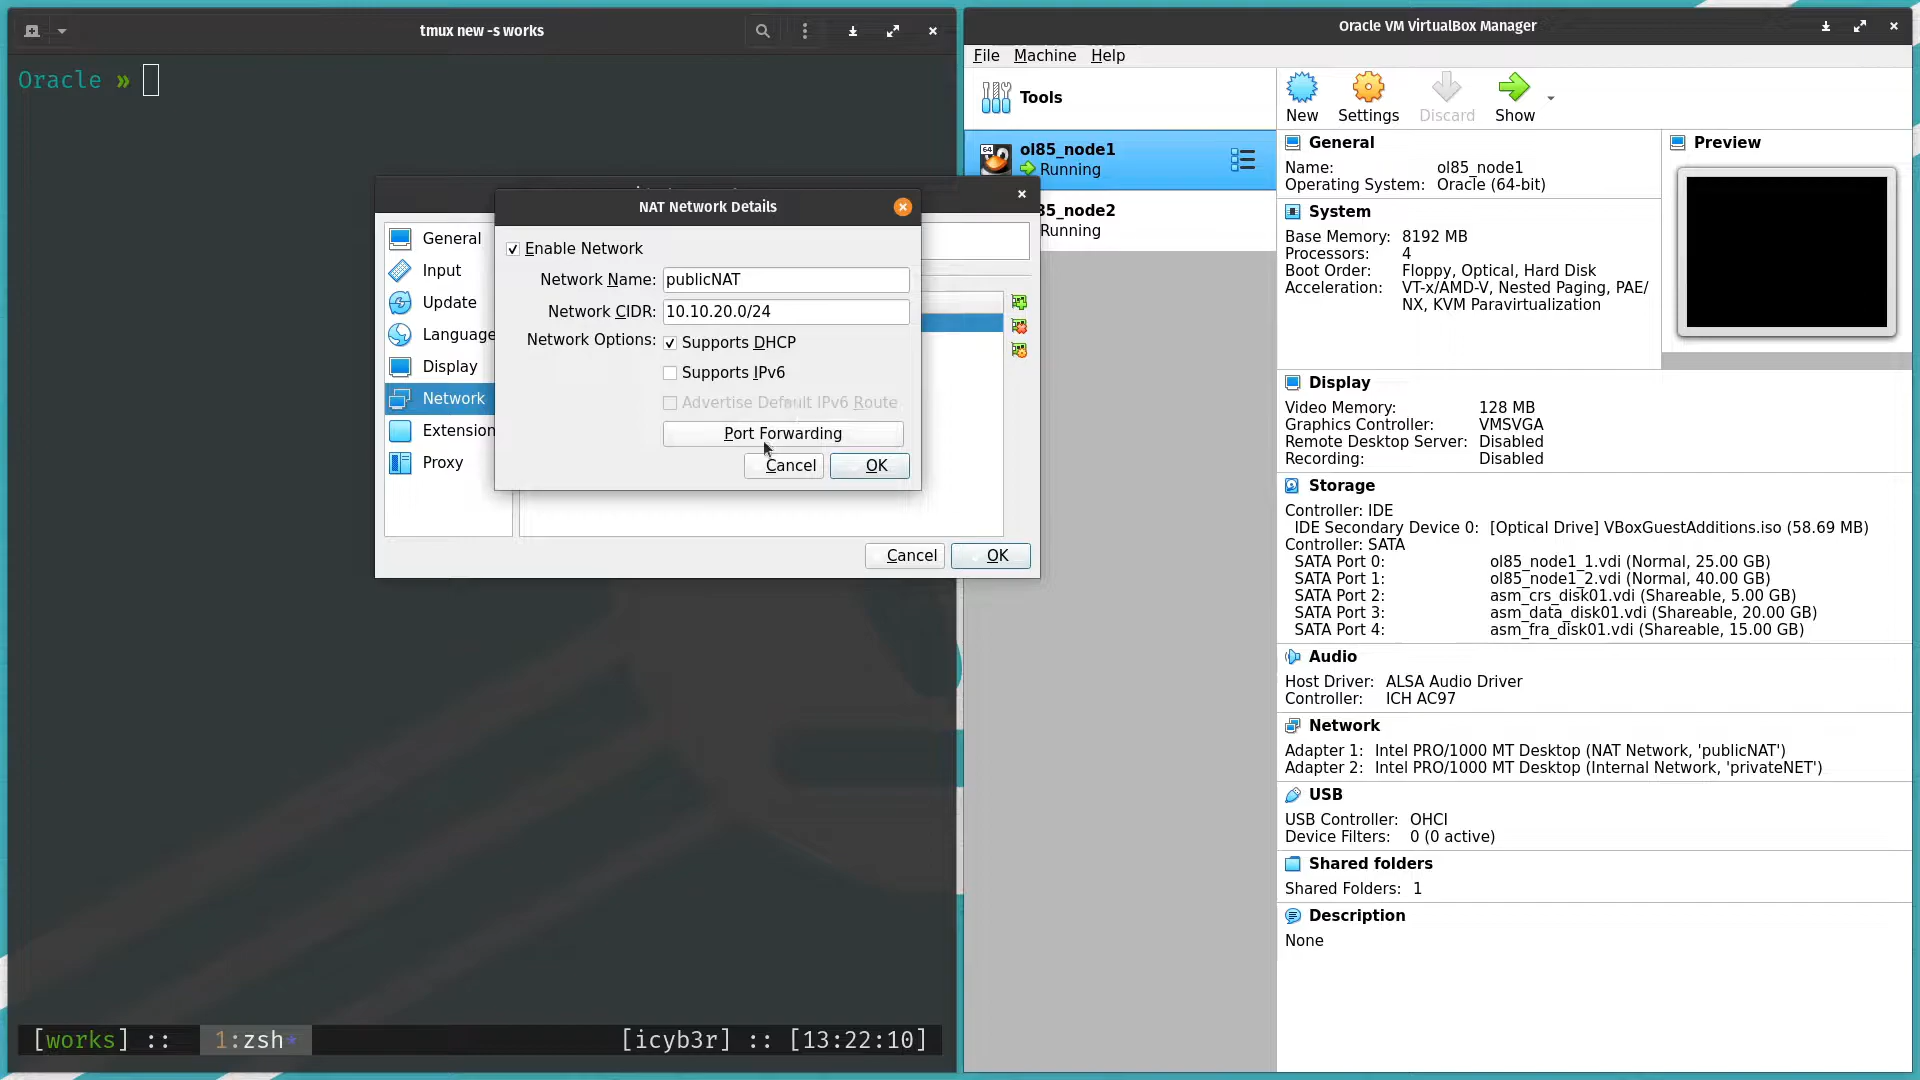 tmux new -s works
Oracle »
[works] :: 1:zsh* [icyb3r] :: [13:22:10]
NAT Network Details
Enable Network
Network Name: publicNAT
Network CIDR: 10.10.20.0/24
Network Options: Supports DHCP
Supports IPv6
Advertise Default IPv6 Route
Port Forwarding
Cancel OK
General
Input
Update
Language
Display
Network
Extension
Proxy
Cancel OK
Oracle VM VirtualBox Manager
File Machine Help
Tools
64
ol85_node1
Running
85_node2
Running
New Settings Discard Show
General
Name: ol85_node1
Operating System: Oracle (64-bit)
Preview
System
Base Memory: 8192 MB
Processors: 4
Boot Order: Floppy, Optical, Hard Disk
Acceleration: VT-x/AMD-V, Nested Paging, PAE/
NX, KVM Paravirtualization
Display
Video Memory: 128 MB
Graphics Controller: VMSVGA
Remote Desktop Server: Disabled
Recording: Disabled
Storage
Controller: IDE
IDE Secondary Device 0: [Optical Drive] VBoxGuestAdditions.iso (58.69 MB)
Controller: SATA
SATA Port 0: ol85_node1_1.vdi (Normal, 25.00 GB)
SATA Port 1: ol85_node1_2.vdi (Normal, 40.00 GB)
SATA Port 2: asm_crs_disk01.vdi (Shareable, 5.00 GB)
SATA Port 3: asm_data_disk01.vdi (Shareable, 20.00 GB)
SATA Port 4: asm_fra_disk01.vdi (Shareable, 15.00 GB)
Audio
Host Driver: ALSA Audio Driver
Controller: ICH AC97
Network
Adapter 1: Intel PRO/1000 MT Desktop (NAT Network, 'publicNAT')
Adapter 2: Intel PRO/1000 MT Desktop (Internal Network, 'privateNET')
USB
USB Controller: OHCI
Device Filters: 0 (0 active)
Shared folders
Shared Folders: 1
Description
None